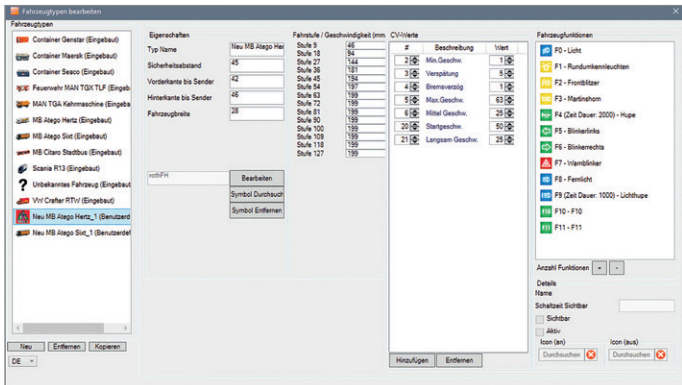 Fahrzeugtypen bearbeiten
Fahrzeugtypen
Container Genstar (Eingebaut)
Container Maersk (Eingebaut)
Container Seaco (Eingebaut)
Feuerwehr MAN TGX TLF (Eingeb
MAN TGA Kehrmaschine (Eingeba
MB Atego Hertz (Eingebaut)
MB Atego Sixt (Eingebaut)
MB Citaro Stadtbus (Eingebaut)
Scania R13 (Eingebaut)
Unbekanntes Fahrzeug (Eingebaut
VW Crafter RTW (Eingebaut)
Neu MB Atego Hertz_1 (Benutzerd
Neu MB Atego Sixt_1 (Benutzerdef
Neu Entfernen Kopieren
DE
Eigenschaften
Typ Name Neu MB Atego Her
Sicherheitsabstand 45
Vorderkante bis Sender 42
Hinterkante bis Sender 46
Fahrzeugbreite 28
rothFH Bearbeiten
Symbol Durchsuch
Symbol Entfernen
Fahrstufe / Geschwindigkeit (mm
Stufe 9 46
Stufe 18 94
Stufe 27 144
Stufe 36 181
Stufe 45 194
Stufe 54 197
Stufe 63 199
Stufe 72 199
Stufe 81 199
Stufe 90 199
Stufe 100 199
Stufe 109 199
Stufe 118 199
Stufe 127 199
CV-Werte
# Beschreibung Wert
2 Min.Geschw. 1
3 Verspätung 5
4 Bremsverzög 1
5 Max.Geschw. 63
6 Mittel Geschw. 25
20 Startgeschw. 50
21 Langsam Geschw. 25
Hinzufügen Entfernen
Fahrzeugfunktionen
F0 - Licht
F1 - Rundumkennleuchten
F2 - Frontblitzer
F3 - Martinshorn
F4 (Zeit Dauer: 2000) - Hupe
F5 - Blinkerlinks
F6 - Blinkerrechts
F7 - Warnblinker
F8 - Fernlicht
F9 (Zeit Dauer: 1000) - Lichthupe
F10 F10 - F10
F11 F11 - F11
Anzahl Funktionen + -
Details
Name
Schaltzeit Sichtbar
Sichtbar
Aktiv
Icon (an) Icon (aus)
Durchsuchen Durchsuchen